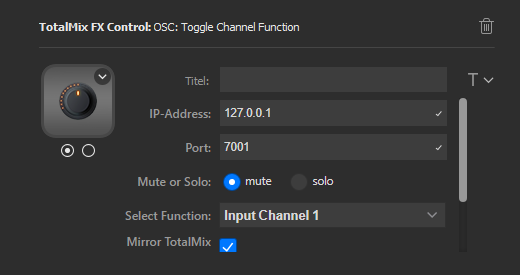 TotalMix FX Control: OSC: Toggle Channel Function
Titel:
T
IP-Address: 127.0.0.1
Port: 7001
Mute or Solo: mute solo
Select Function: Input Channel 1
Mirror TotalMix